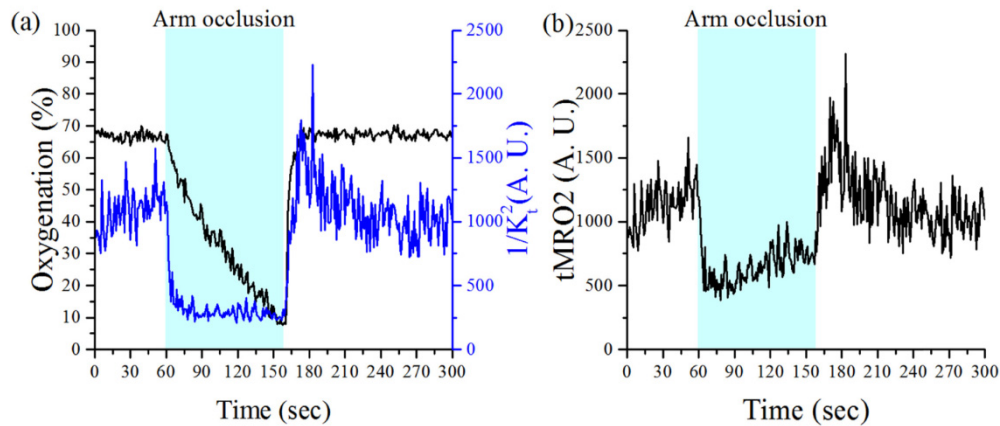 (a)
Arm occlusion
Oxygenation (%)
100
90
80
70
60
50
40
30
20
10
0
2500
2000
1500
1000
500
0
1/K²ₜ(A. U.)
0 30 60 90 120 150 180 210 240 270 300
Time (sec)
(b)
Arm occlusion
tMRO2 (A. U.)
2500
2000
1500
1000
500
0
0 30 60 90 120 150 180 210 240 270 300
Time (sec)